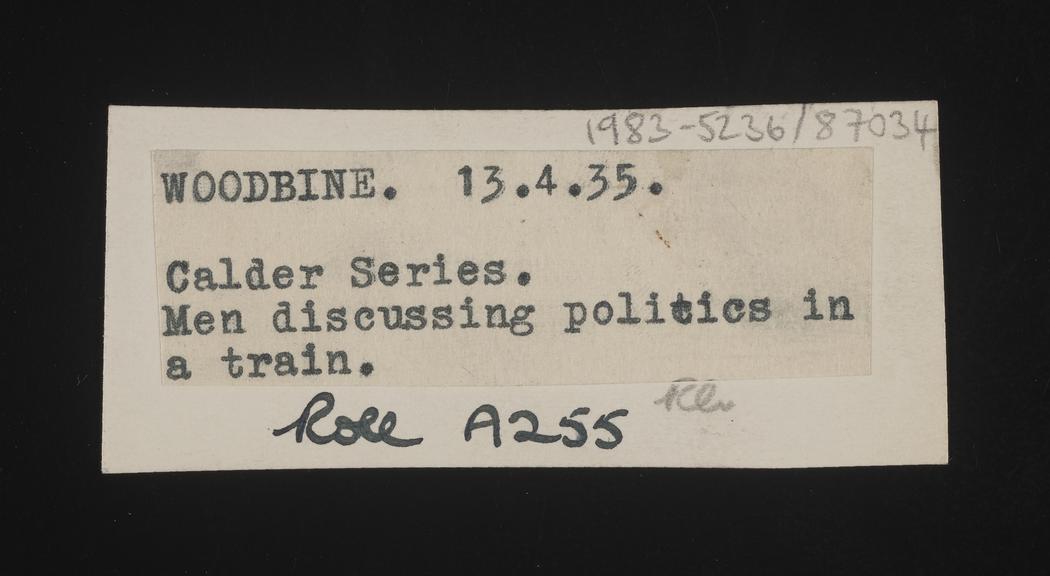 1983-5236/87034
WOODBINE. 13.4.35.
Calder Series.
Men discussing politics in
a train.
Roll A255